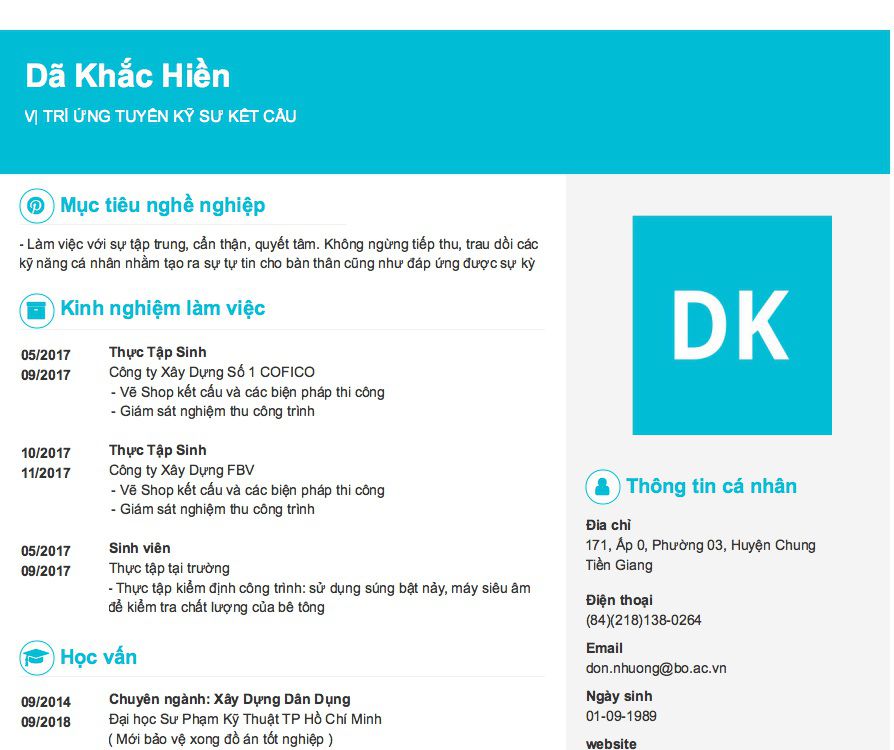 Dã Khắc Hiền
VỊ TRÍ ỨNG TUYỂN KỸ SƯ KẾT CẤU
Mục tiêu nghề nghiệp
- Làm việc với sự tập trung, cẩn thận, quyết tâm. Không ngừng tiếp thu, trau dồi các
kỹ năng cá nhân nhằm tạo ra sự tự tin cho bản thân cũng như đáp ứng được sự kỳ
Kinh nghiệm làm việc
05/2017
09/2017
Thực Tập Sinh
Công ty Xây Dựng Số 1 COFICO
- Vẽ Shop kết cấu và các biện pháp thi công
- Giám sát nghiệm thu công trình
10/2017
11/2017
Thực Tập Sinh
Công ty Xây Dựng FBV
- Vẽ Shop kết cấu và các biện pháp thi công
- Giám sát nghiệm thu công trình
05/2017
09/2017
Sinh viên
Thực tập tại trường
- Thực tập kiểm định công trình: sử dụng súng bật nảy, máy siêu âm
để kiểm tra chất lượng của bê tông
Học vấn
09/2014
09/2018
Chuyên ngành: Xây Dựng Dân Dụng
Đại học Sư Phạm Kỹ Thuật TP Hồ Chí Minh
( Mới bảo vệ xong đồ án tốt nghiệp )
DK
Thông tin cá nhân
Địa chỉ
171, Ấp 0, Phường 03, Huyện Chung
Tiền Giang
Điện thoại
(84)(218)138-0264
Email
don.nhuong@bo.ac.vn
Ngày sinh
01-09-1989
website